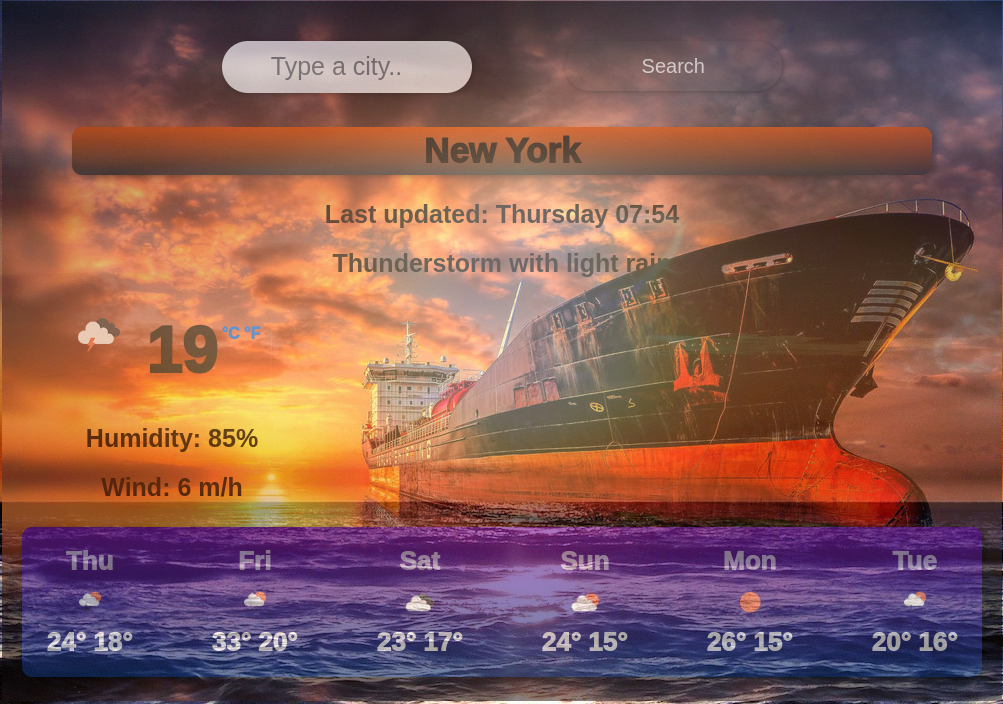 Type a city..
Search
New York
Last updated: Thursday 07:54
Thunderstorm with light rain
19 °C °F
Humidity: 85%
Wind: 6 m/h
Thu Fri Sat Sun Mon Tue
24° 18° 33° 20° 23° 17° 24° 15° 26° 15° 20° 16°